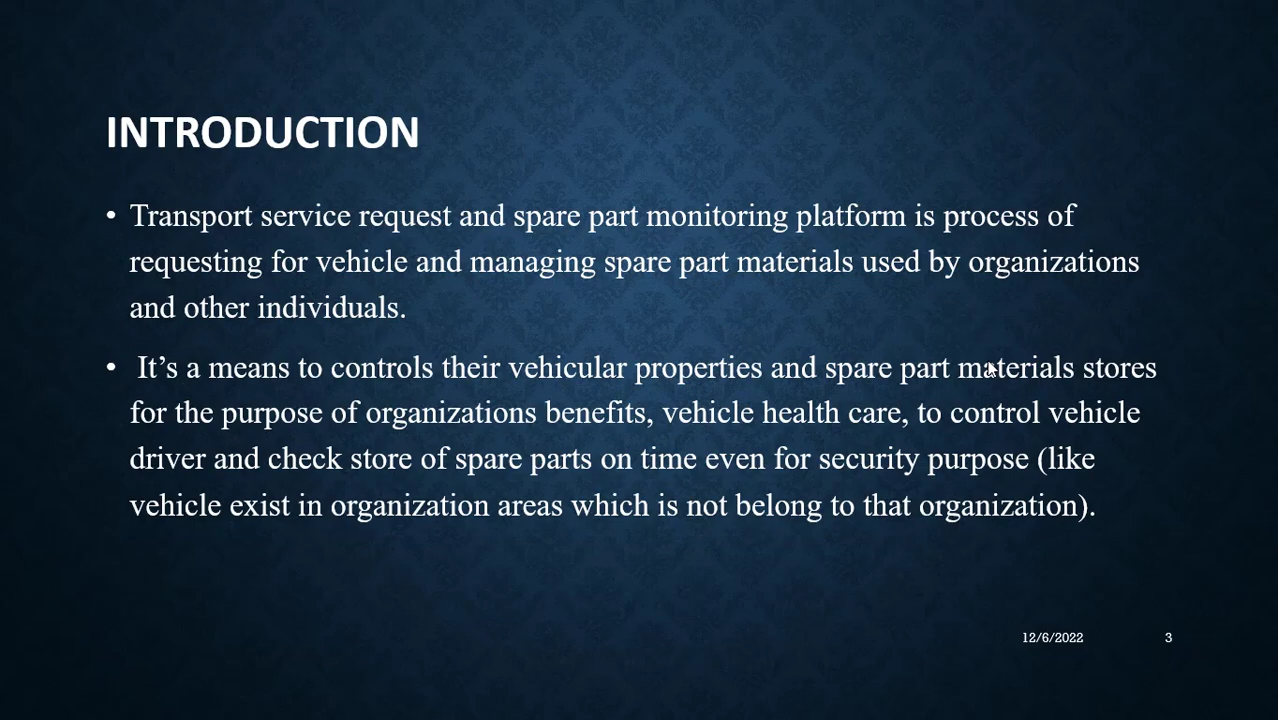 INTRODUCTION
• Transport service request and spare part monitoring platform is process of
requesting for vehicle and managing spare part materials used by organizations
and other individuals.
• It’s a means to controls their vehicular properties and spare part materials stores
for the purpose of organizations benefits, vehicle health care, to control vehicle
driver and check store of spare parts on time even for security purpose (like
vehicle exist in organization areas which is not belong to that organization).
12/6/2022 3